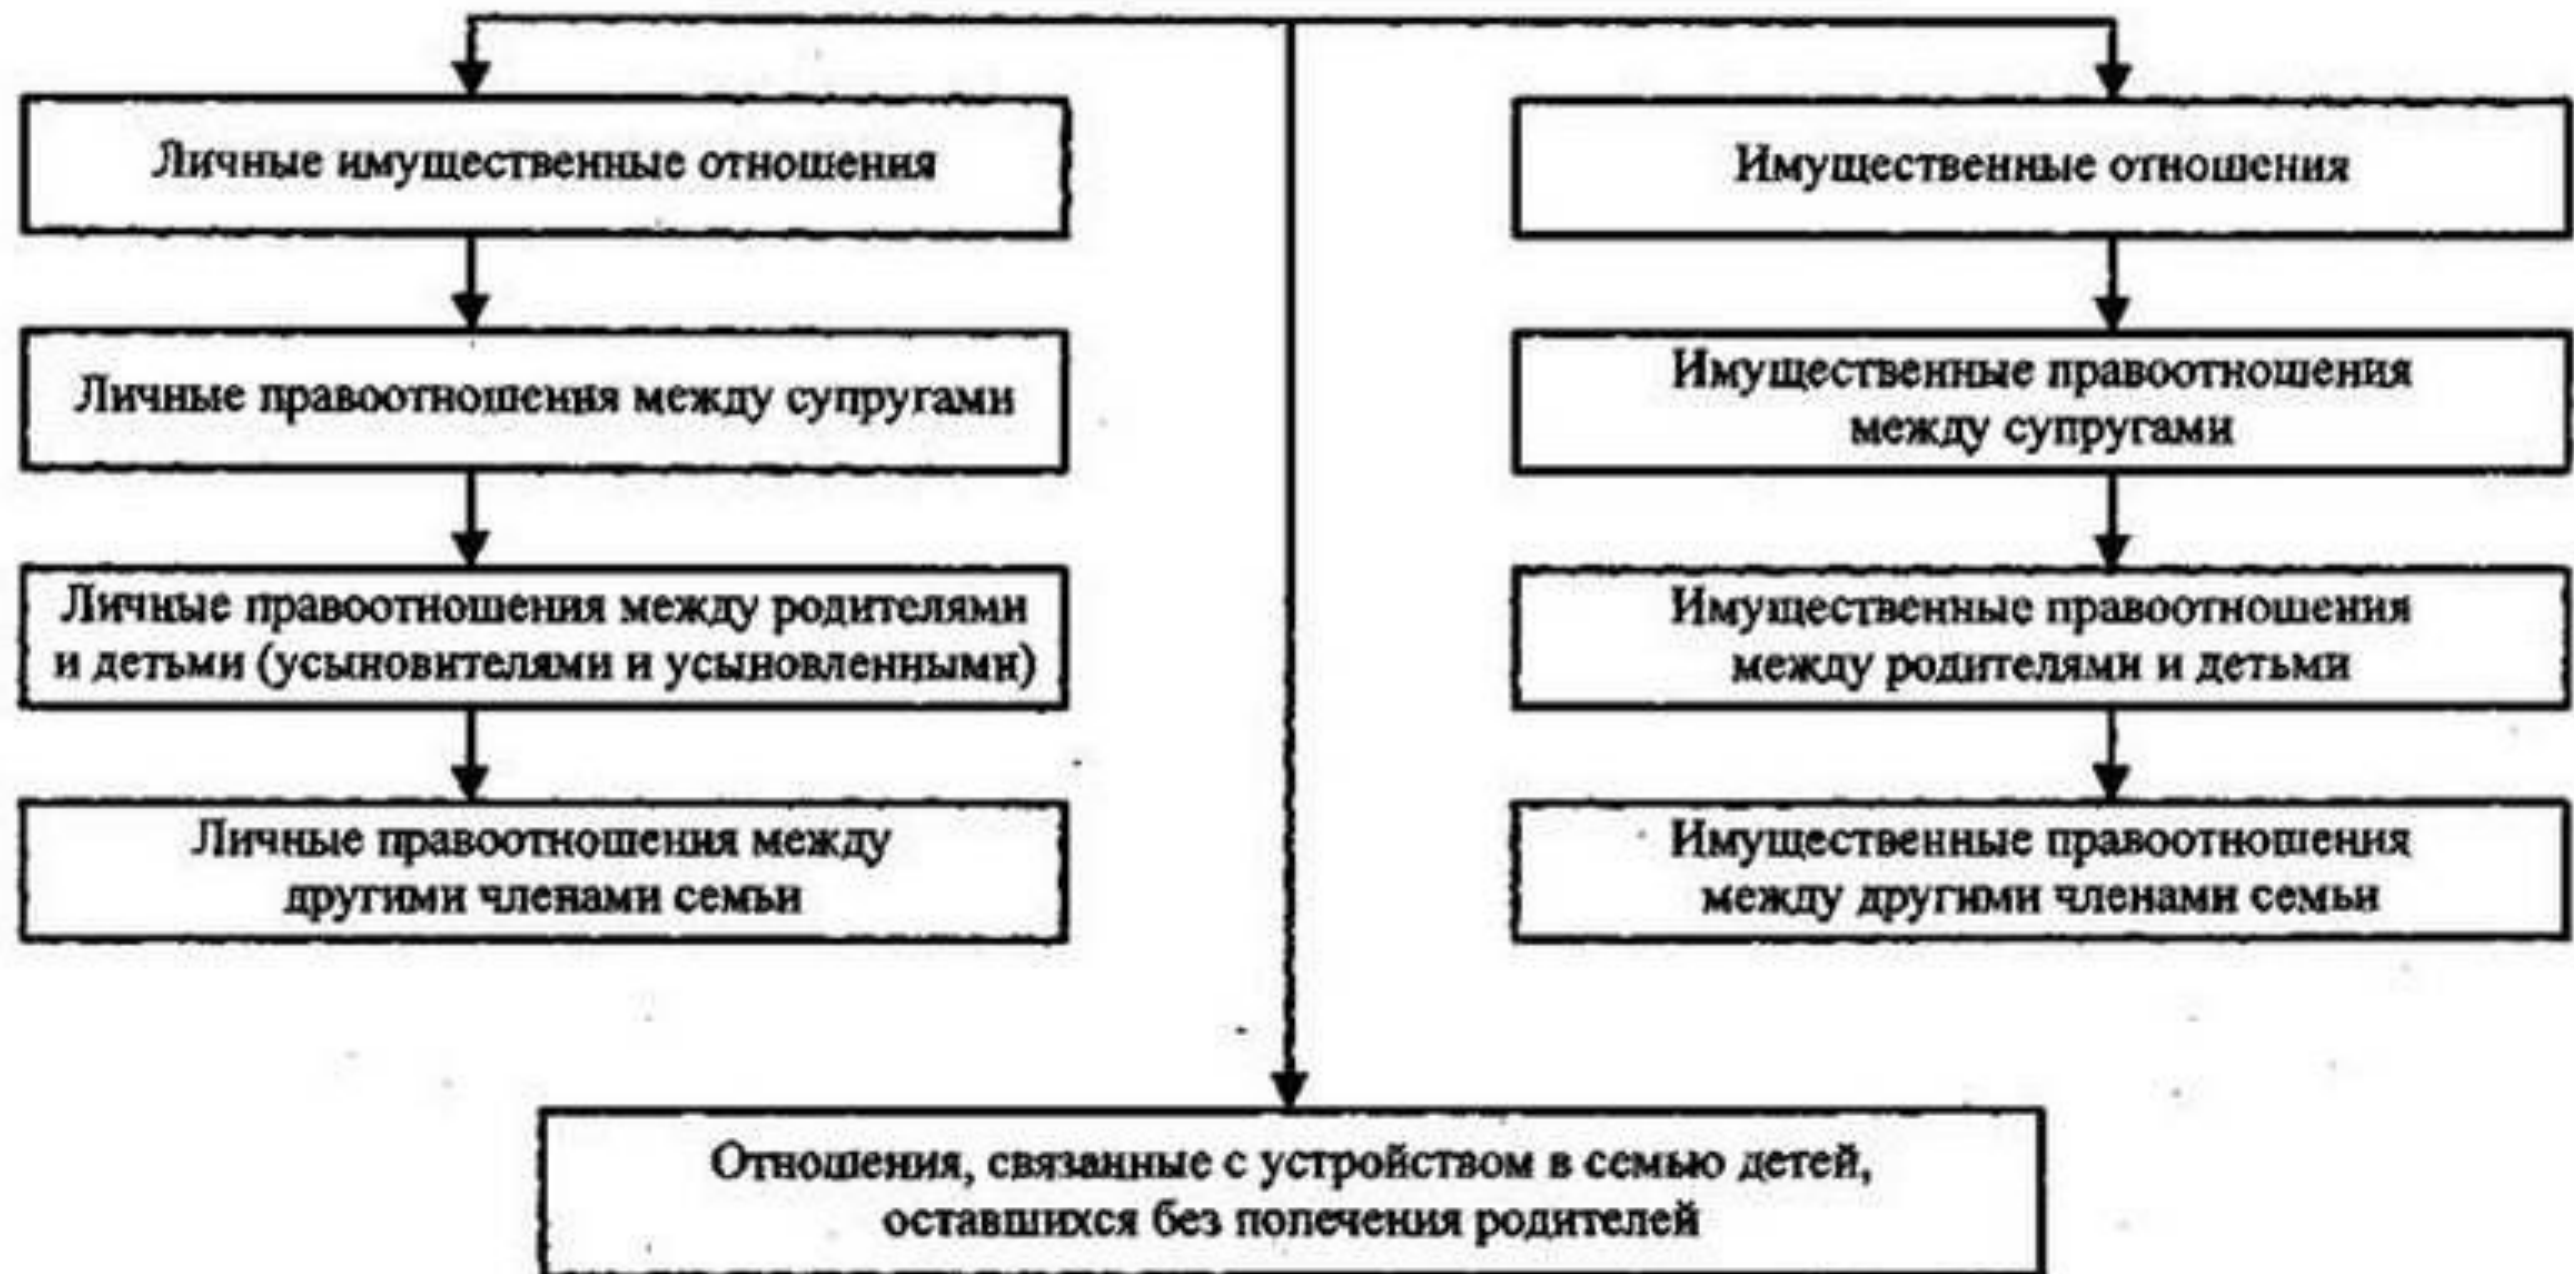 Личные имущественные отношения
Личные правоотношения между супругами
Личные правоотношения между родителями
и детьми (усыновителями и усыновленными)
Личные правоотношения между
другими членами семьи
Имущественные отношения
Имущественные правоотношения
между супругами
Имущественные правоотношения
между родителями и детьми
Имущественные правоотношения
между другими членами семьи
Отношения, связанные с устройством в семью детей,
оставшихся без попечения родителей